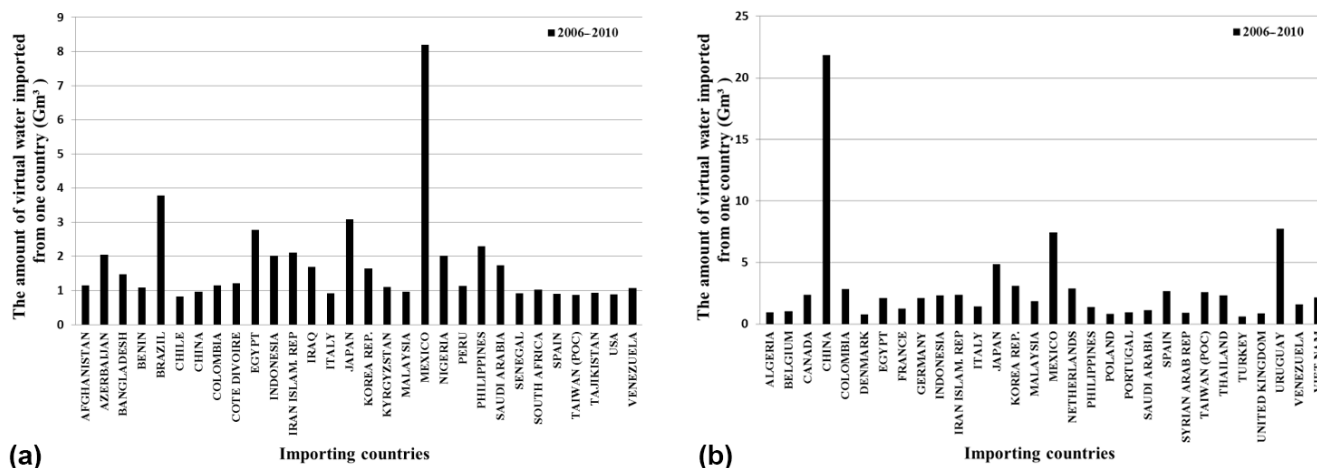 The amount of virtual water imported
from one country (Gm³ )
9
8
7
6
5
4
3
2
1
0
2006–2010
AFGHANISTAN
AZERBAIJAN
BANGLADESH
BENIN
BRAZIL
CHILE
CHINA
COLOMBIA
COTE DIVOIRE
EGYPT
INDONESIA
IRAN ISLAM. REP
IRAQ
ITALY
JAPAN
KOREA REP.
KYRGYZSTAN
MALAYSIA
MEXICO
NIGERIA
PERU
PHILIPPINES
SAUDI ARABIA
SENEGAL
SOUTH AFRICA
SPAIN
TAIWAN (POC)
TAJIKISTAN
USA
VENEZUELA
(a)
Importing countries
The amount of virtual water imported
from one country (Gm³ )
25
20
15
10
5
0
2006–2010
ALGERIA
BELGIUM
CANADA
CHINA
COLOMBIA
DENMARK
EGYPT
FRANCE
GERMANY
INDONESIA
IRAN ISLAM. REP
ITALY
JAPAN
KOREA REP.
MALAYSIA
MEXICO
NETHERLANDS
PHILIPPINES
POLAND
PORTUGAL
SAUDI ARABIA
SPAIN
SYRIAN ARAB REP
TAIWAN (POC)
THAILAND
TURKEY
UNITED KINGDOM
URUGUAY
VENEZUELA
VIET NAM
(b)
Importing countries